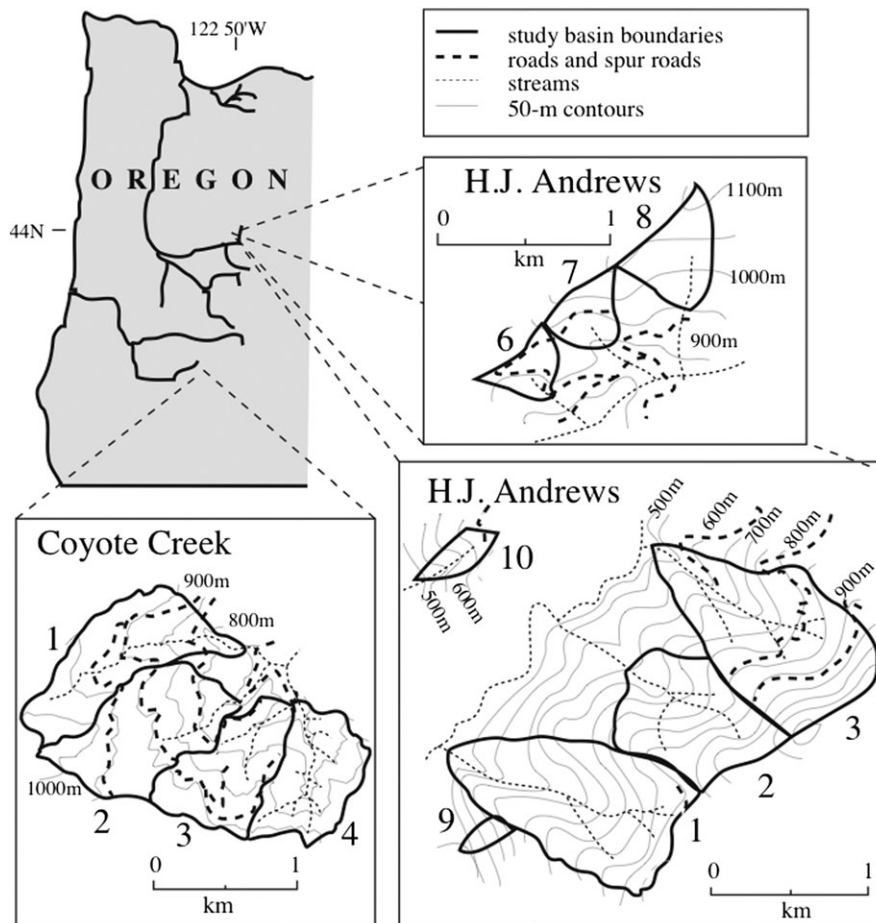 122 50'W
OREGON
44N
study basin boundaries
roads and spur roads
streams
50-m contours
H.J. Andrews
0
1
km
1100m
1000m
900m
8
7
6
Coyote Creek
900m
800m
1000m
1
2
3
4
0
1
km
H.J. Andrews
10
500m
600m
500m
600m
700m
800m
900m
3
2
1
9
0
1
km